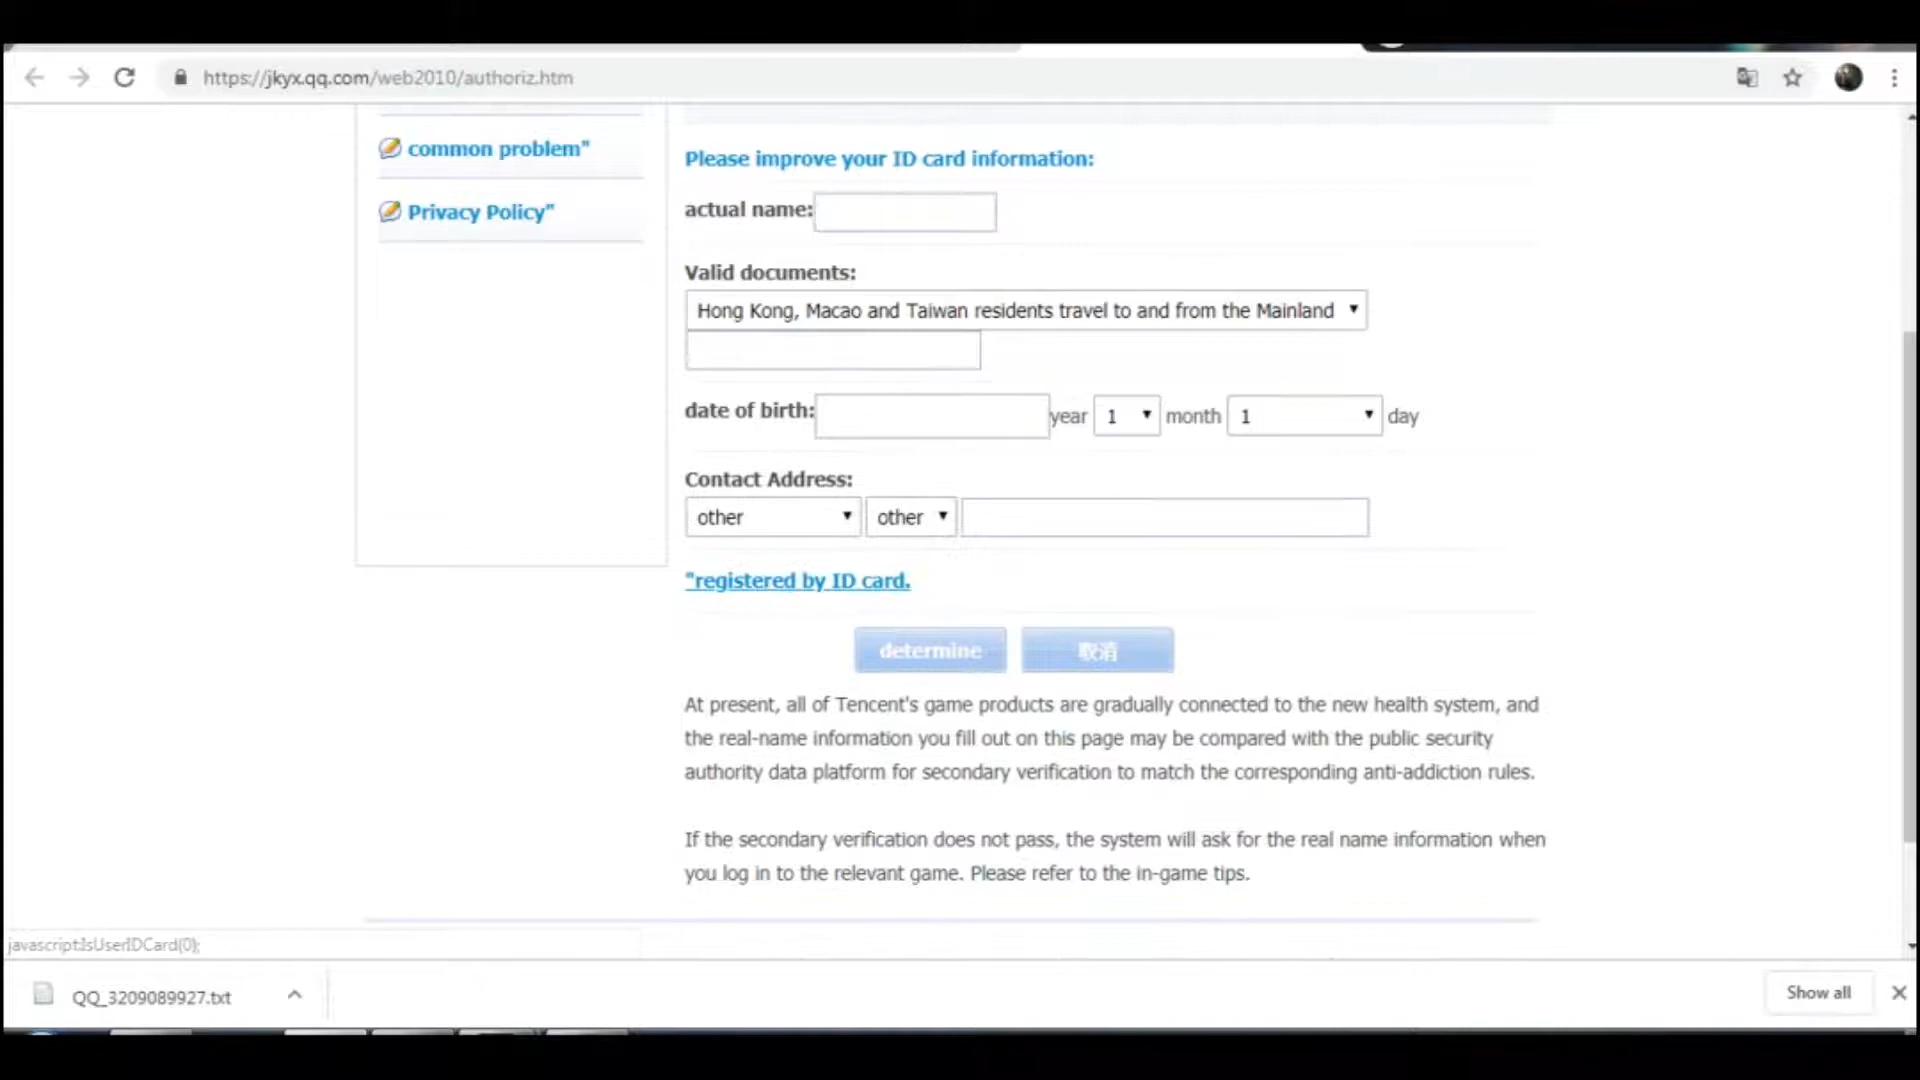 https://jkyx.qq.com/web2010/authoriz.htm
common problem"
Privacy Policy"
Please improve your ID card information:
actual name:
Valid documents:
Hong Kong, Macao and Taiwan residents travel to and from the Mainland
date of birth:
year 1 month 1 day
Contact Address:
other other
"registered by ID card.
determine 取消
At present, all of Tencent's game products are gradually connected to the new health system, and
the real-name information you fill out on this page may be compared with the public security
authority data platform for secondary verification to match the corresponding anti-addiction rules.
If the secondary verification does not pass, the system will ask for the real name information when
you log in to the relevant game. Please refer to the in-game tips.
javascript:IsUserIDCard(0);
QQ_3209089927.txt
Show all